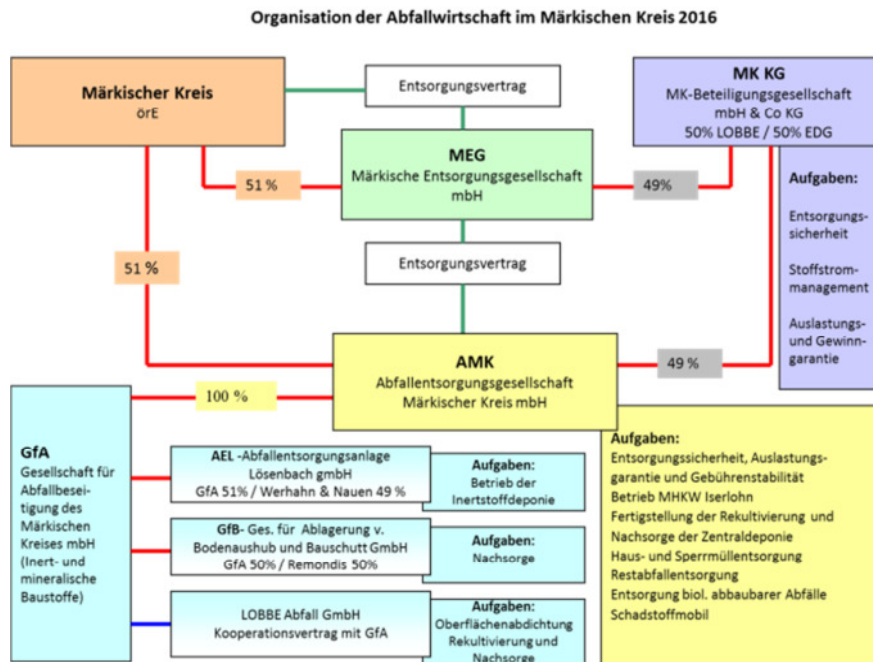 Organisation der Abfallwirtschaft im Märkischen Kreis 2016
Märkischer Kreis
örE
Entsorgungsvertrag
MK KG
MK-Beteiligungsgesellschaft
mbH & Co KG
50% LOBBE / 50% EDG
MEG
Märkische Entsorgungsgesellschaft
mbH
51 %
49%
Aufgaben:
Entsorgungs-
sicherheit
Stoffstrom-
management
Auslastungs-
und Gewinn-
garantie
Entsorgungsvertrag
51 %
AMK
Abfallentsorgungsgesellschaft
Märkischer Kreis mbH
49 %
100 %
GfA
Gesellschaft für
Abfallbesei-
tigung des
Märkischen
Kreises mbH
(Inert- und
mineralische
Baustoffe)
AEL -Abfallentsorgungsanlage
Lösenbach gmbH
GfA 51% / Werhahn & Nauen 49 %
Aufgaben:
Betrieb der
Inertstoffdeponie
GfB- Ges. für Ablagerung v.
Bodenaushub und Bauschutt GmbH
GfA 50% / Remondis 50%
Aufgaben:
Nachsorge
LOBBE Abfall GmbH
Kooperationsvertrag mit GfA
Aufgaben:
Oberflächenabdichtung
Rekultivierung und
Nachsorge
Aufgaben:
Entsorgungssicherheit, Auslastungs-
garantie und Gebührenstabilität
Betrieb MHKW Iserlohn
Fertigstellung der Rekultivierung und
Nachsorge der Zentraldeponie
Haus- und Sperrmüllentsorgung
Restabfallentsorgung
Entsorgung biol. abbaubarer Abfälle
Schadstoffmobil